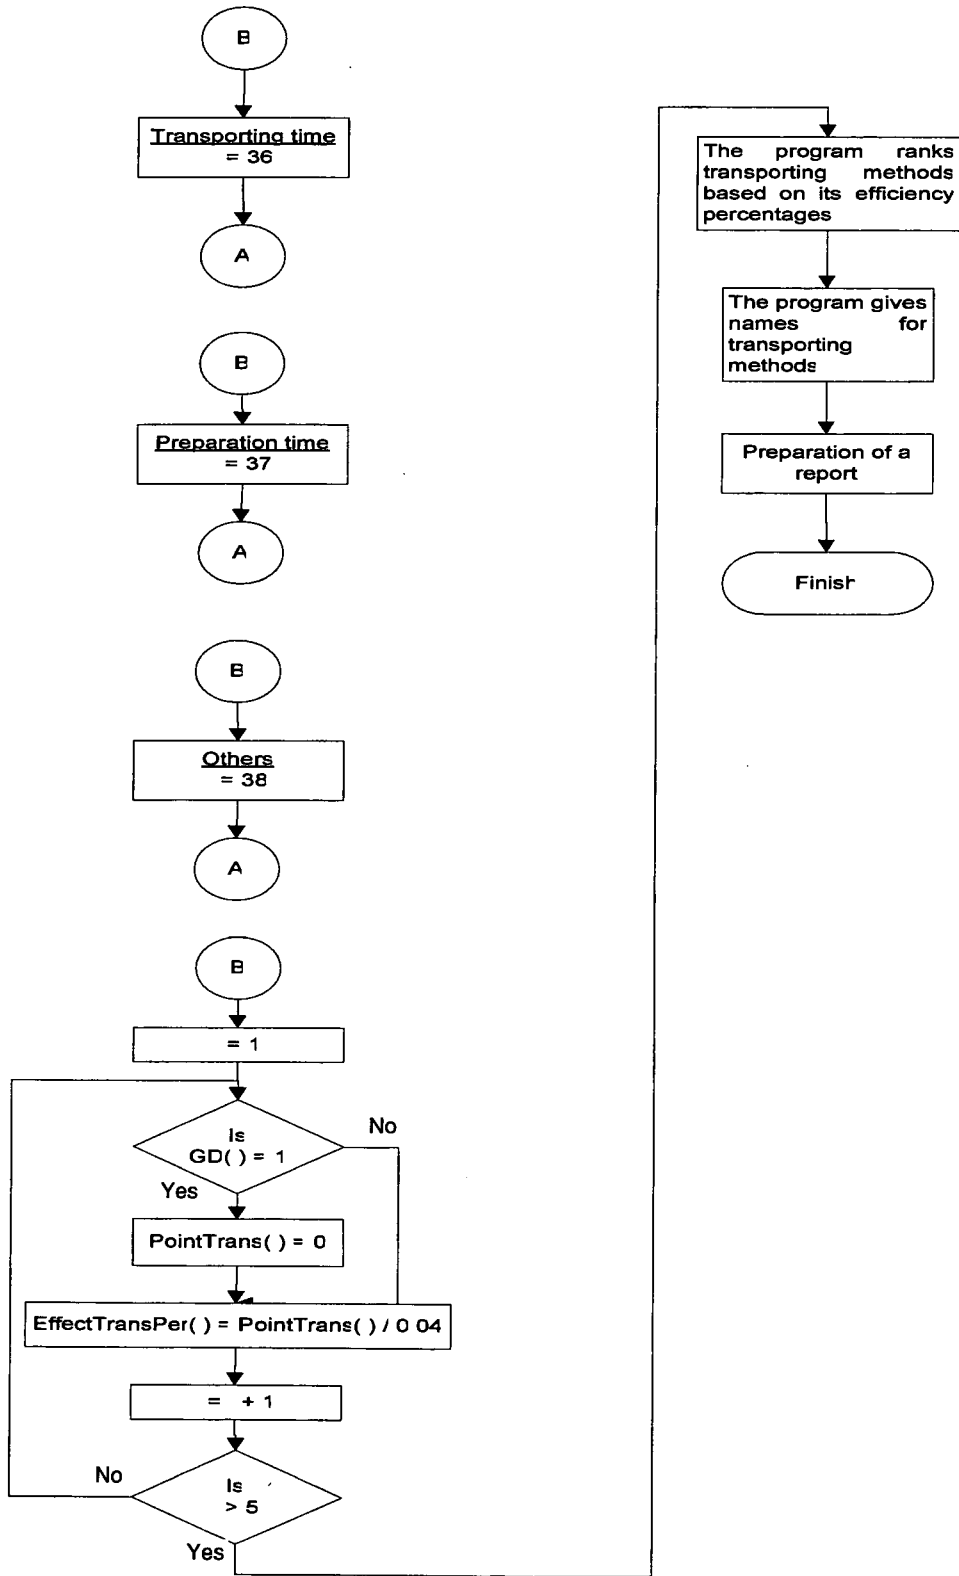 B
Transporting time
= 36
A
B
Preparation time
= 37
A
B
Others
= 38
A
B
= 1
Is
GD( ) = 1
No
Yes
PointTrans( ) = 0
EffectTransPer( ) = PointTrans( ) / 0 04
= + 1
Is
> 5
No
Yes
The program ranks
transporting methods
based on its efficiency
percentages
The program gives
names for
transporting
methods
Preparation of a
report
Finish